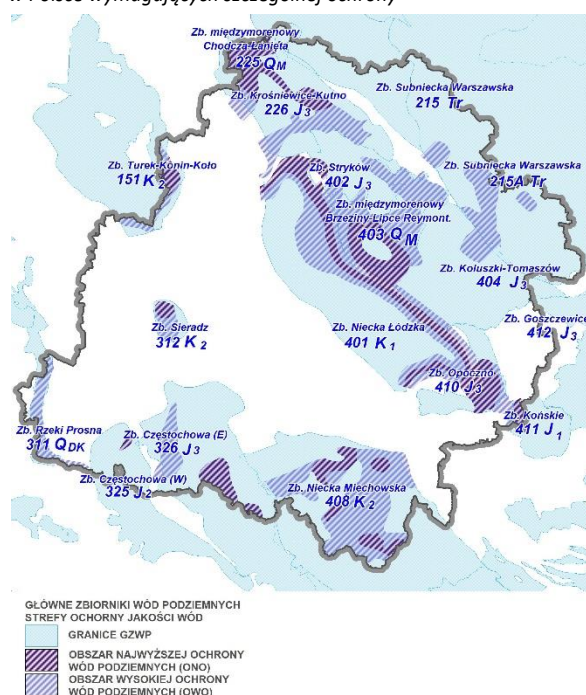 w Polsce wymagających szczególnej ochrony
Zb. międzymorenowy
Chodcza-Łanięta
225 QM
Zb. Krośniewice-Kutno
226 J3
Zb. Subniecka Warszawska
215 Tr
Zb. Turek-Konin-Koło
151 K2
Zb. Stryków
402 J3
Zb. Subniecka Warszawska
215A Tr
Zb. międzymorenowy
Brzeziny-Lipce Reymont.
403 QM
Zb. Koluszki-Tomaszów
404 J3
Zb. Sieradz
312 K2
Zb. Niecka Łódzka
401 K1
Zb. Goszczewice
412 J3
Zb. Opoczno
410 J3
Zb. Rzeki Prosna
311 QDK
Zb. Częstochowa (E)
326 J3
Zb. Końskie
411 J1
Zb. Częstochowa (W)
325 J2
Zb. Niecka Miechowska
408 K2
GŁÓWNE ZBIORNIKI WÓD PODZIEMNYCH
STREFY OCHORNY JAKOŚCI WÓD
GRANICE GZWP
OBSZAR NAJWYŻSZEJ OCHRONY
WÓD PODZIEMNYCH (ONO)
OBSZAR WYSOKIEJ OCHRONY
WÓD PODZIEMNYCH (OWO)